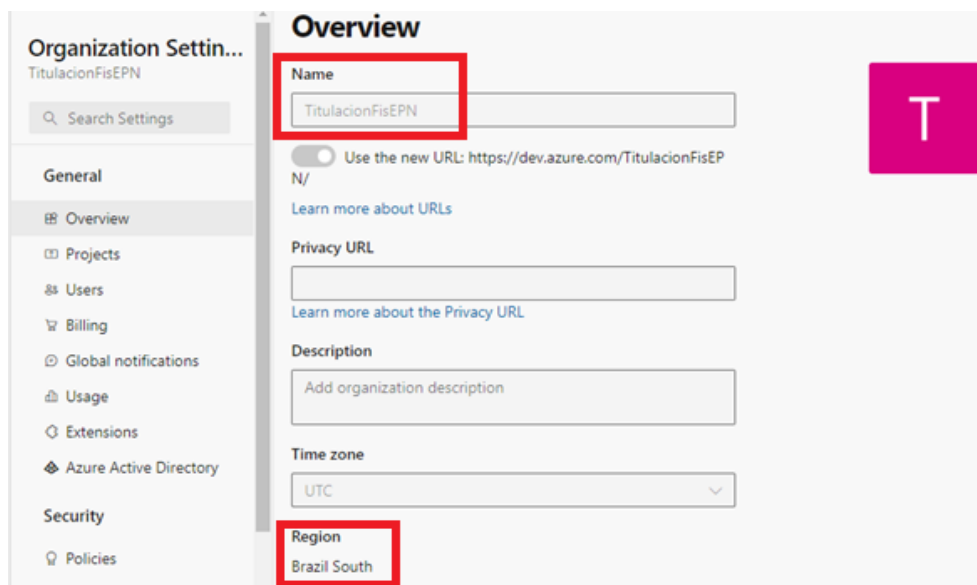 Organization Settin...
TitulacionFisEPN
Search Settings
General
Overview
Projects
Users
Billing
Global notifications
Usage
Extensions
Azure Active Directory
Security
Policies
Overview
Name
TitulacionFisEPN
Use the new URL: https://dev.azure.com/TitulacionFisEP
N/
Learn more about URLs
Privacy URL
Learn more about the Privacy URL
Description
Add organization description
Time zone
UTC
Region
Brazil South
T